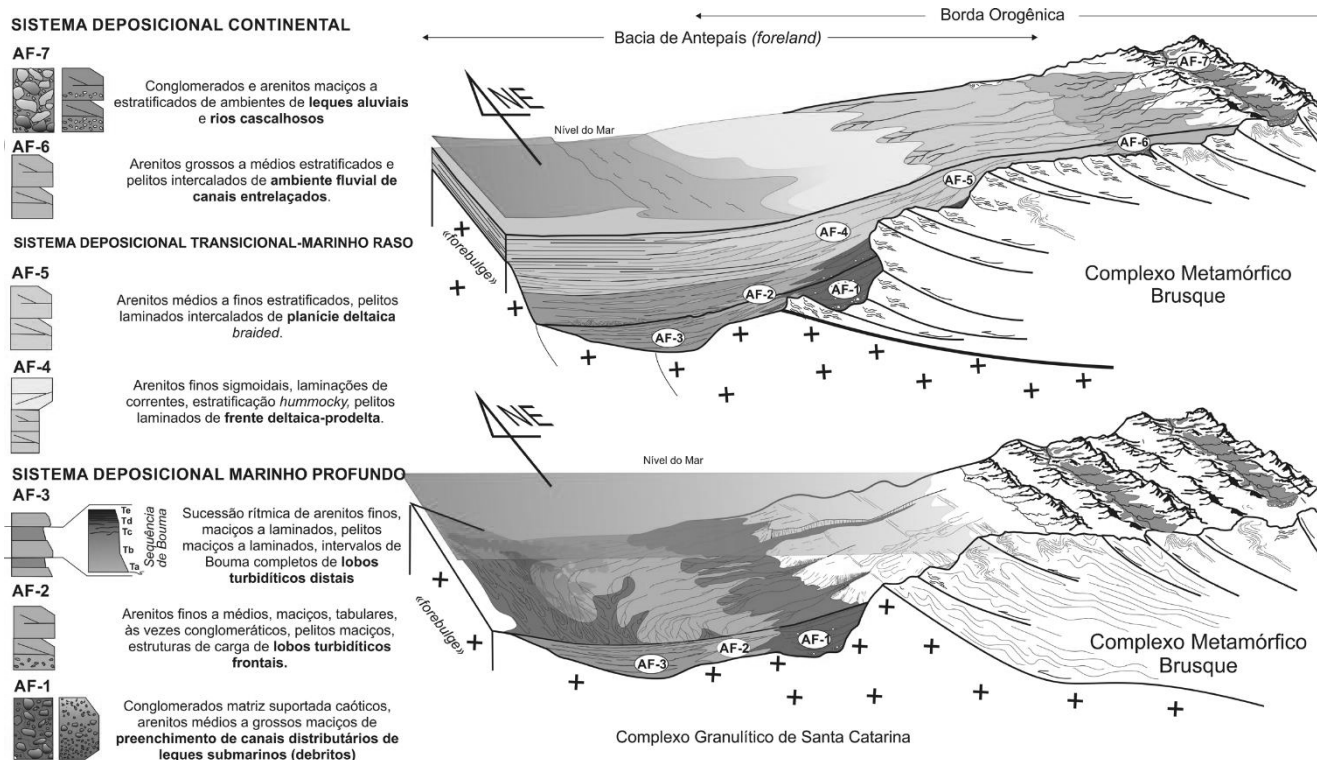 SISTEMA DEPOSICIONAL CONTINENTAL
AF-7
Conglomerados e arenitos maciços a
estratificados de ambientes de leques aluviais
e rios cascalhosos
AF-6
Arenitos grossos a médios estratificados e
pelitos intercalados de ambiente fluvial de
canais entrelaçados.
SISTEMA DEPOSICIONAL TRANSICIONAL-MARINHO RASO
AF-5
Arenitos médios a finos estratificados, pelitos
laminados intercalados de planície deltaica
braided.
AF-4
Arenitos finos sigmoidais, laminações de
correntes, estratificação hummocky, pelitos
laminados de frente deltaica-prodelta.
SISTEMA DEPOSICIONAL MARINHO PROFUNDO
AF-3
Te
Td
Tc
Tb
Ta
Sequência
de Bouma
Sucessão rítmica de arenitos finos,
maciços a laminados, pelitos
maciços a laminados, intervalos de
Bouma completos de lobos
turbidíticos distais
AF-2
Arenitos finos a médios, maciços, tabulares,
às vezes conglomeráticos, pelitos maciços,
estruturas de carga de lobos turbidíticos
frontais.
AF-1
Conglomerados matriz suportada caóticos,
arenitos médios a grossos maciços de
preenchimento de canais distributários de
leques submarinos (debritos)
Borda Orogênica
Bacia de Antepaís (foreland)
NE
Nível do Mar
«forebulge»
AF-7
AF-6
AF-5
AF-4
AF-2
AF-1
AF-3
Complexo Metamórfico
Brusque
NE
Nível do Mar
«forebulge»
AF-1
AF-2
AF-3
Complexo Metamórfico
Brusque
Complexo Granulítico de Santa Catarina